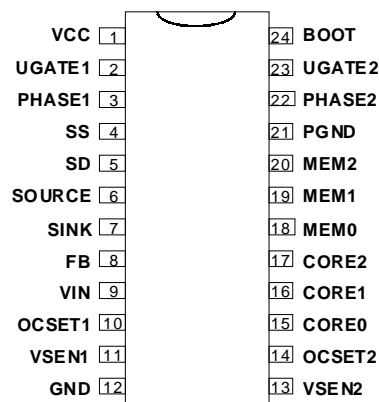 VCC 1 24 BOOT
UGATE1 2 23 UGATE2
PHASE1 3 22 PHASE2
SS 4 21 PGND
SD 5 20 MEM2
SOURCE 6 19 MEM1
SINK 7 18 MEM0
FB 8 17 CORE2
VIN 9 16 CORE1
OCSET1 10 15 CORE0
VSEN1 11 14 OCSET2
GND 12 13 VSEN2